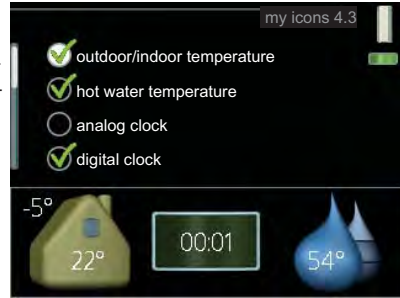 my icons 4.3
outdoor/indoor temperature
hot water temperature
analog clock
digital clock
-5°
22°
00:01
54°